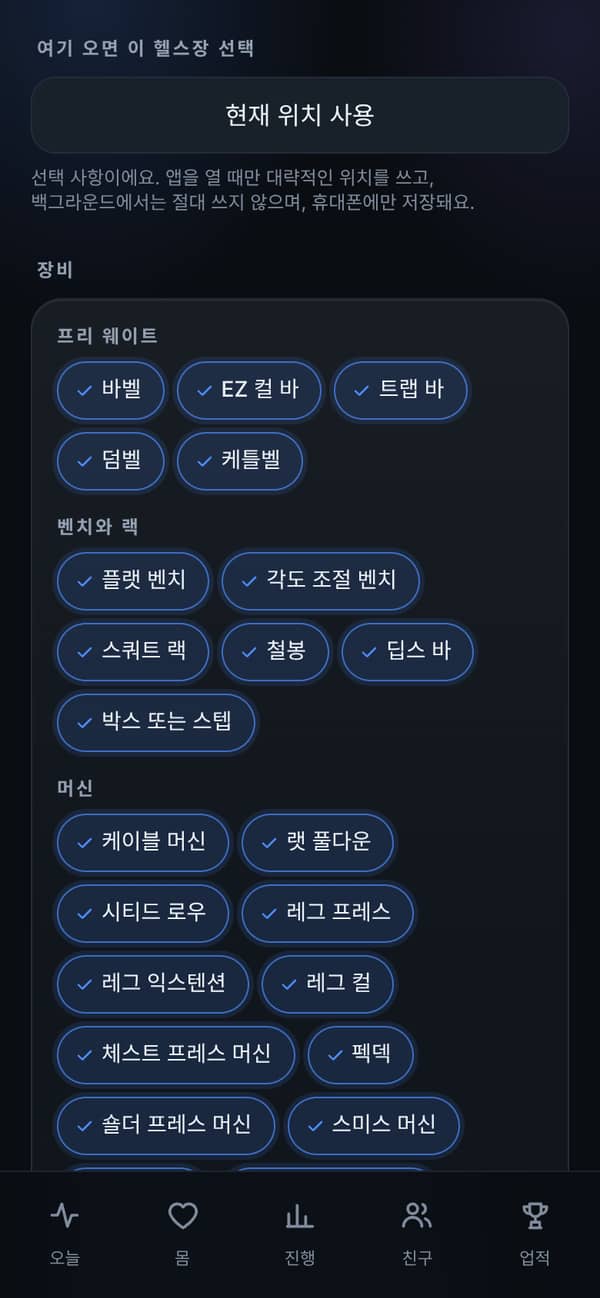 여기 오면 이 헬스장 선택
현재 위치 사용
선택 사항이에요. 앱을 열 때만 대략적인 위치를 쓰고,
백그라운드에서는 절대 쓰지 않으며, 휴대폰에만 저장돼요.
장비
프리 웨이트
바벨 EZ 컬 바 트랩 바
덤벨 케틀벨
벤치와 랙
플랫 벤치 각도 조절 벤치
스쿼트 랙 철봉 딥스 바
박스 또는 스텝
머신
케이블 머신 랫 풀다운
시티드 로우 레그 프레스
레그 익스텐션 레그 컬
체스트 프레스 머신 펙덱
숄더 프레스 머신 스미스 머신
오늘 몸 진행 친구 업적